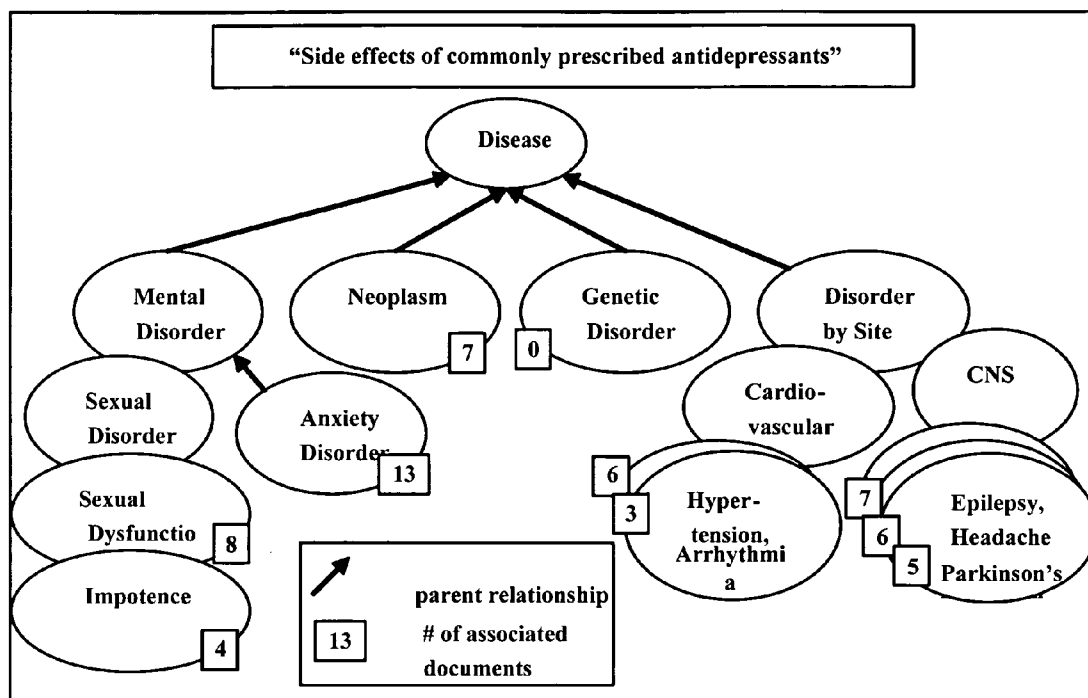 “Side effects of commonly prescribed antidepressants”
Disease
Mental
Disorder
Neoplasm
7
Genetic
Disorder
0
Disorder
by Site
Sexual
Disorder
Anxiety
Disorder
13
Cardio-
vascular
CNS
Sexual
Dysfunctio
8
6
3
Hyper-
tension,
Arrhythmi
a
7
6
5
Epilepsy,
Headache
Parkinson’s
Impotence
4
parent relationship
13
# of associated
documents